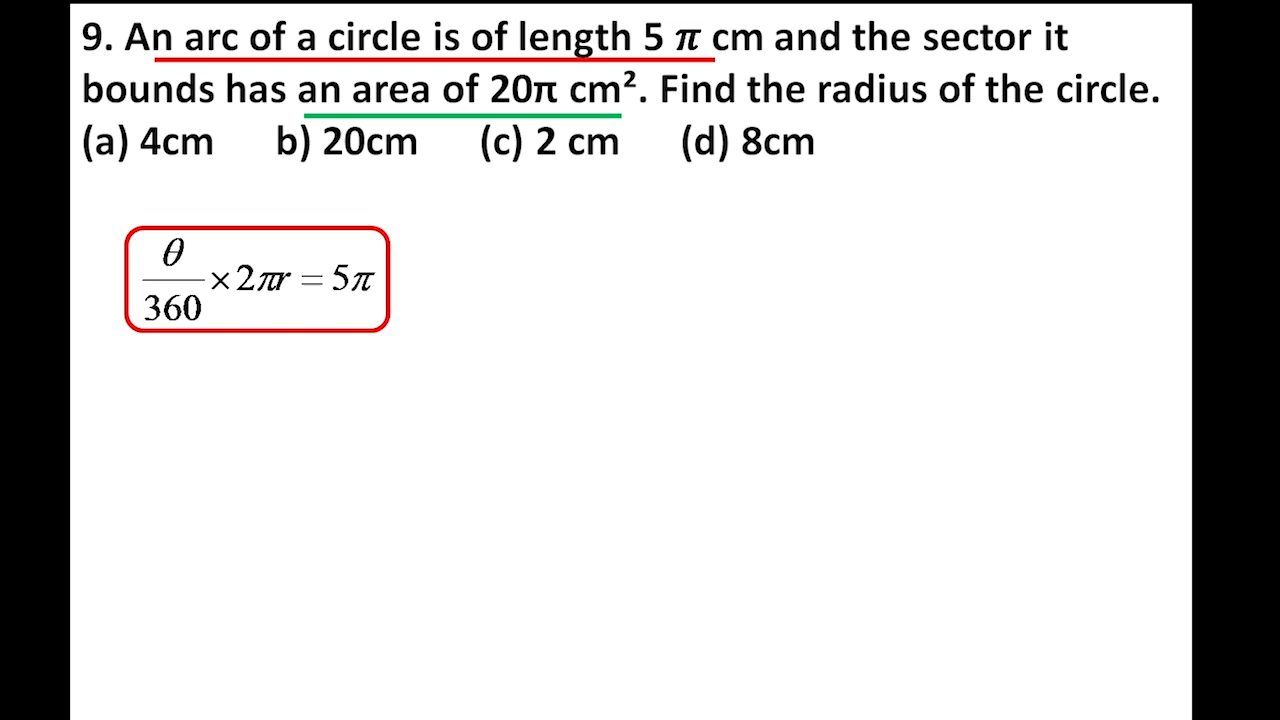 9. An arc of a circle is of length 5 π cm and the sector it
bounds has an area of 20π cm². Find the radius of the circle.
(a) 4cm b) 20cm (c) 2 cm (d) 8cm
θ/360 × 2πr = 5π